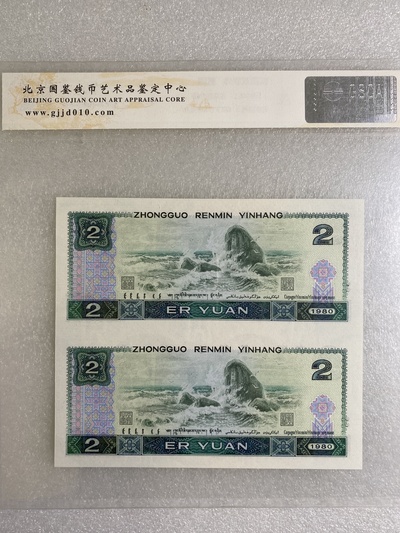 北京国鉴钱币艺术品鉴定中心
BEIJING GUOJIAN COIN ART APPRAISAL CORE
www.gjjd010.com
ZHONGGUO RENMIN YINHANG
2
2
2
ER YUAN
1980
ZHONGGUO RENMIN YINHANG
2
2
2
ER YUAN
1980